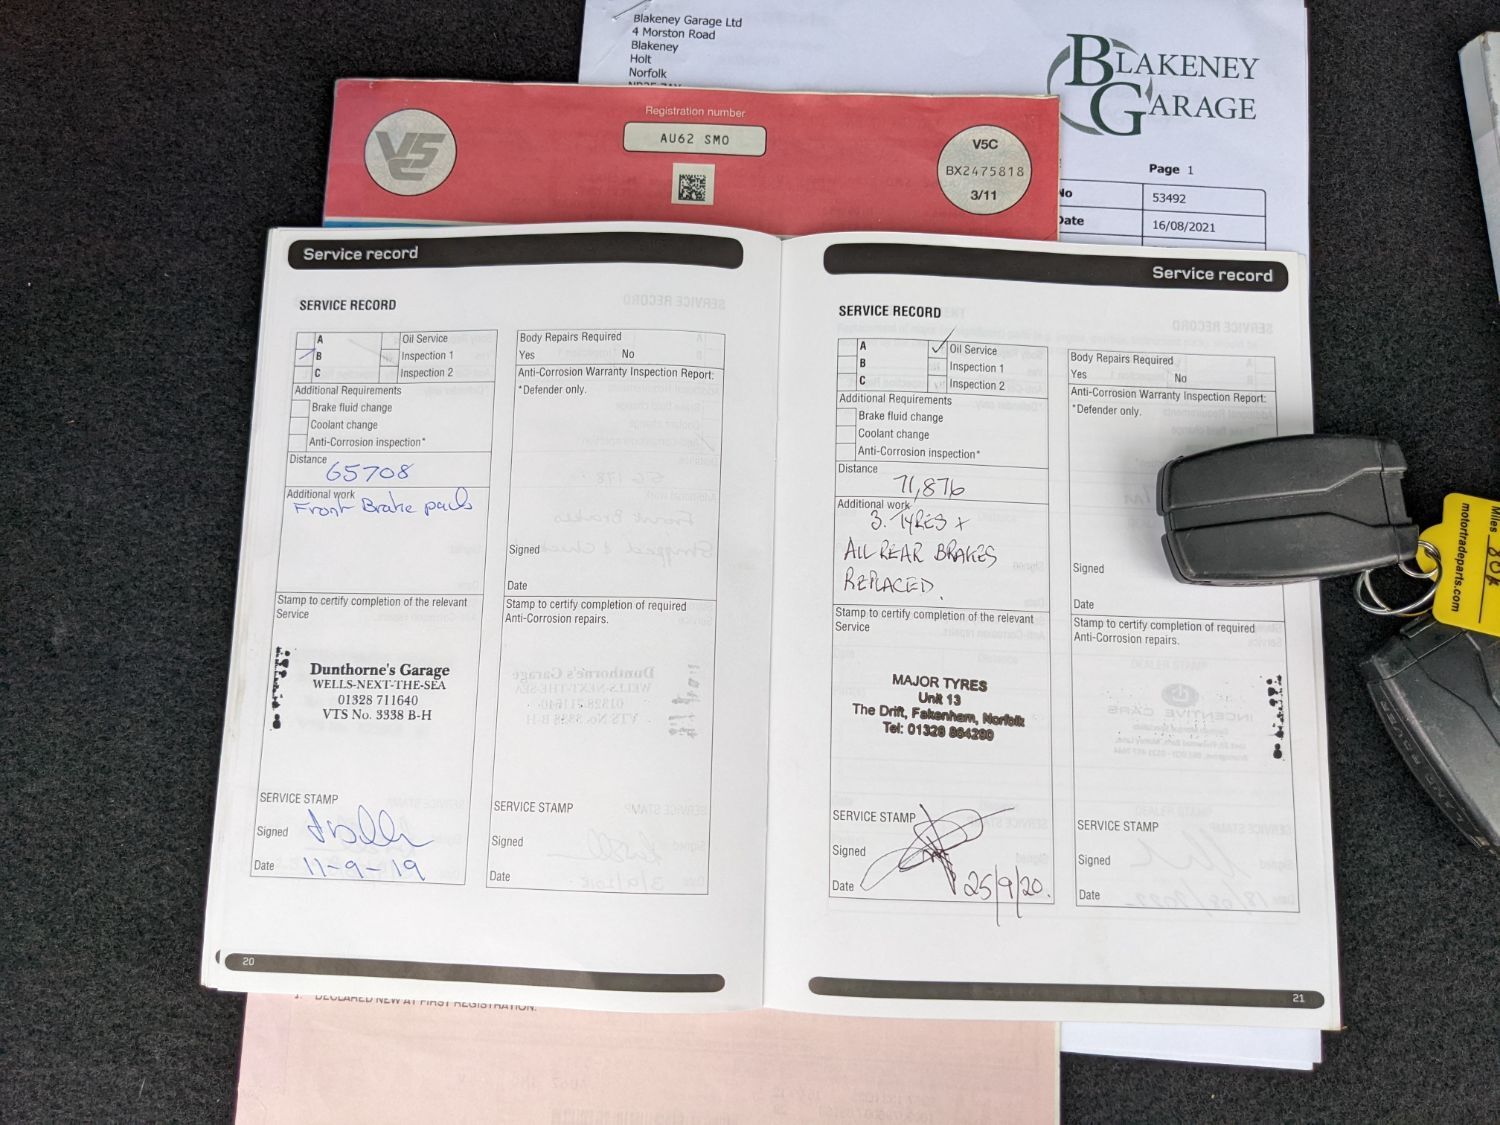 Blakeney Garage Ltd
4 Morston Road
Blakeney
Holt
Norfolk
BLAKENEY
GARAGE
Page 1
No 53492
Date 16/08/2021
V5C
Registration number
AU62 SMO
V5C
BX2475818
3/11
Service record
SERVICE RECORD
A Oil Service
B Inspection 1
C Inspection 2
Additional Requirements
Brake fluid change
Coolant change
Anti-Corrosion inspection*
Distance
65708
Additional work
Front Brake pads
Stamp to certify completion of the relevant
Service
Dunthorne's Garage
WELLS-NEXT-THE-SEA
01328 711640
VTS No. 3338 B-H
SERVICE STAMP
Signed
Date 11-9-19
Body Repairs Required
Yes No
Anti-Corrosion Warranty Inspection Report:
*Defender only.
Signed
Date
Stamp to certify completion of required
Anti-Corrosion repairs.
SERVICE STAMP
Signed
Date
20
Service record
SERVICE RECORD
A Oil Service
B Inspection 1
C Inspection 2
Additional Requirements
Brake fluid change
Coolant change
Anti-Corrosion inspection*
Distance
71,876
Additional work
3. TYRES +
ALL REAR BRAKES
REPLACED.
Stamp to certify completion of the relevant
Service
MAJOR TYRES
Unit 13
The Drift, Fakenham, Norfolk
Tel: 01328
SERVICE STAMP
Signed
Date 25/9/20.
Body Repairs Required
Yes No
Anti-Corrosion Warranty Inspection Report:
*Defender only.
Signed
Date
Stamp to certify completion of required
Anti-Corrosion repairs.
SERVICE STAMP
Signed
Date
21
Miles 80k
motortradeparts.com
DECLARED NEW AT FIRST REGISTRATION.